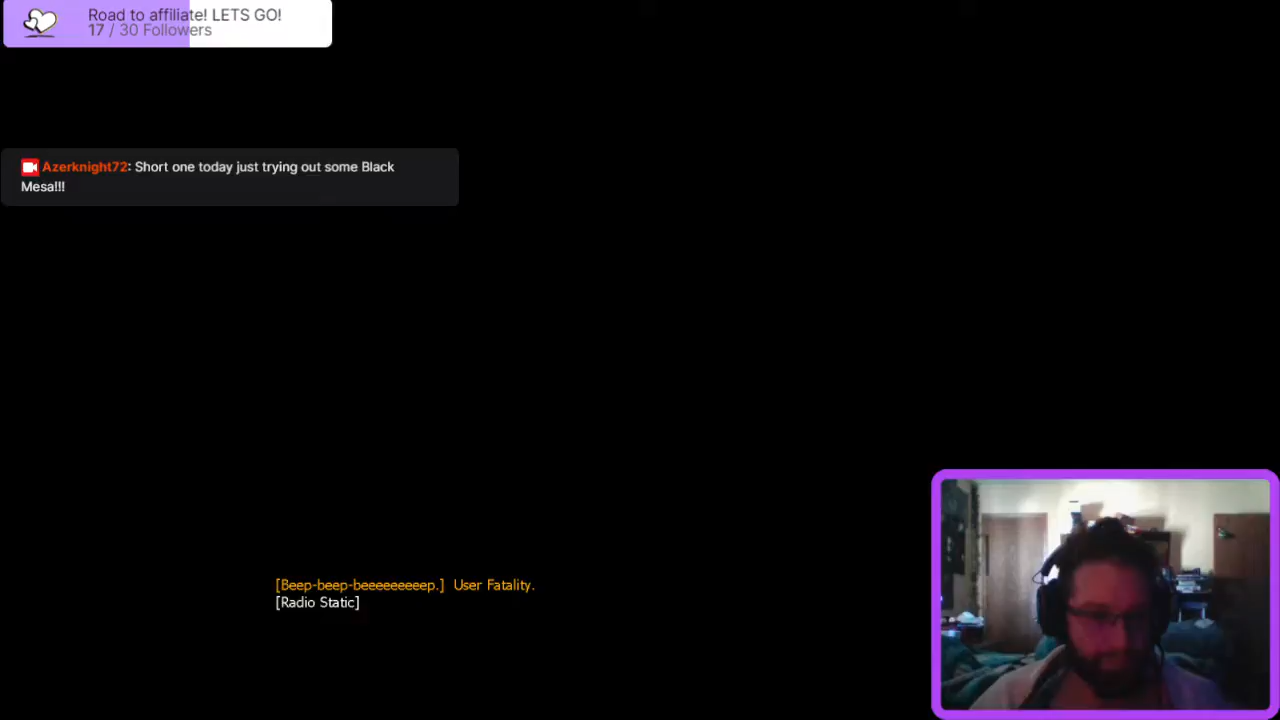 Road to affiliate! LETS GO!
17 / 30 Followers
Azerknight72: Short one today just trying out some Black
Mesa!!!
[Beep-beep-beeeeeeeeep.] User Fatality.
[Radio Static]